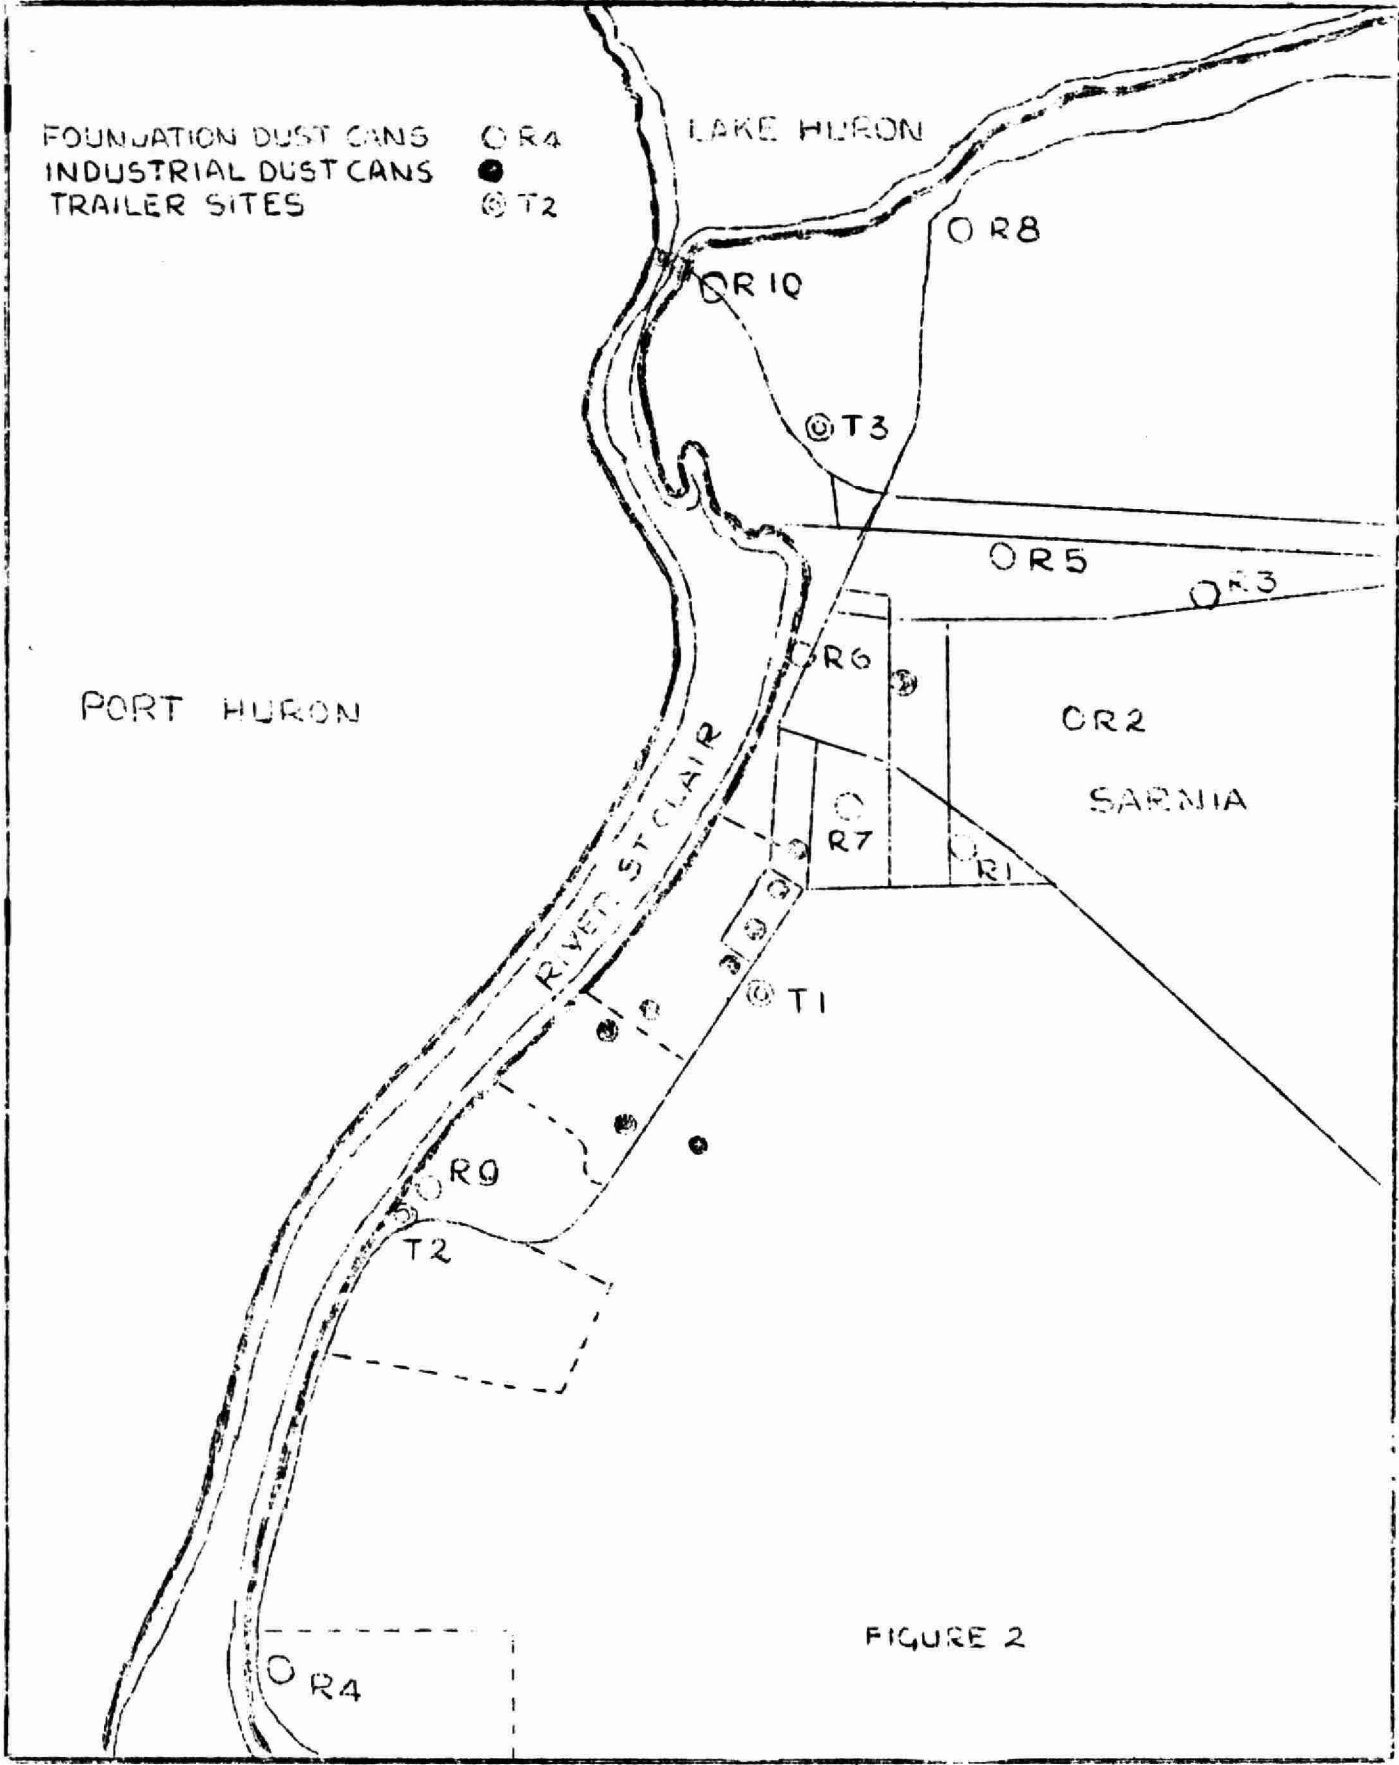 FOUNDATION DUST CANS R4
INDUSTRIAL DUST CANS
TRAILER SITES T2
LAKE HURON
R8
R10
T3
R5
R3
R6
PORT HURON
R2
SARNIA
RIVER ST CLAIR
R7
R1
T1
R9
T2
FIGURE 2
R4